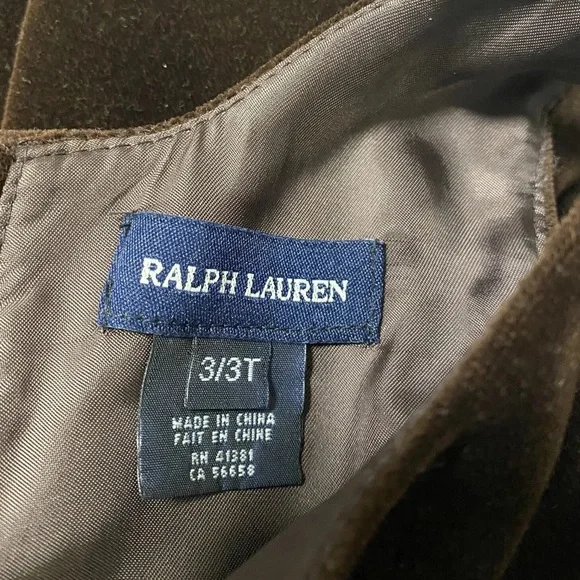 RALPH LAUREN
3/3T
MADE IN CHINA
FAIT EN CHINE
RN 41381
CA 56658